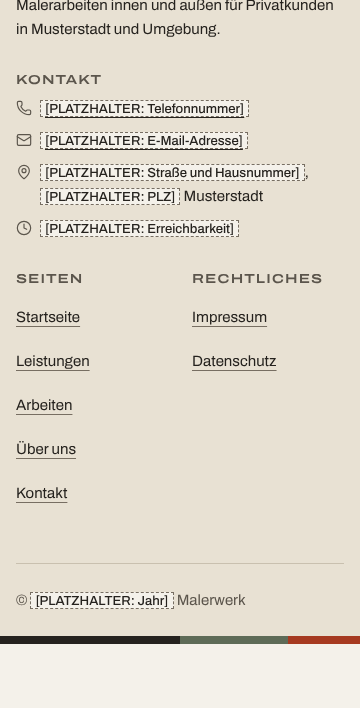 Malerarbeiten innen und außen für Privatkunden
in Musterstadt und Umgebung.
KONTAKT
[PLATZHALTER: Telefonnummer]
[PLATZHALTER: E-Mail-Adresse]
[PLATZHALTER: Straße und Hausnummer],
[PLATZHALTER: PLZ] Musterstadt
[PLATZHALTER: Erreichbarkeit]
SEITEN
Startseite
Leistungen
Arbeiten
Über uns
Kontakt
RECHTLICHES
Impressum
Datenschutz
© [PLATZHALTER: Jahr] Malerwerk